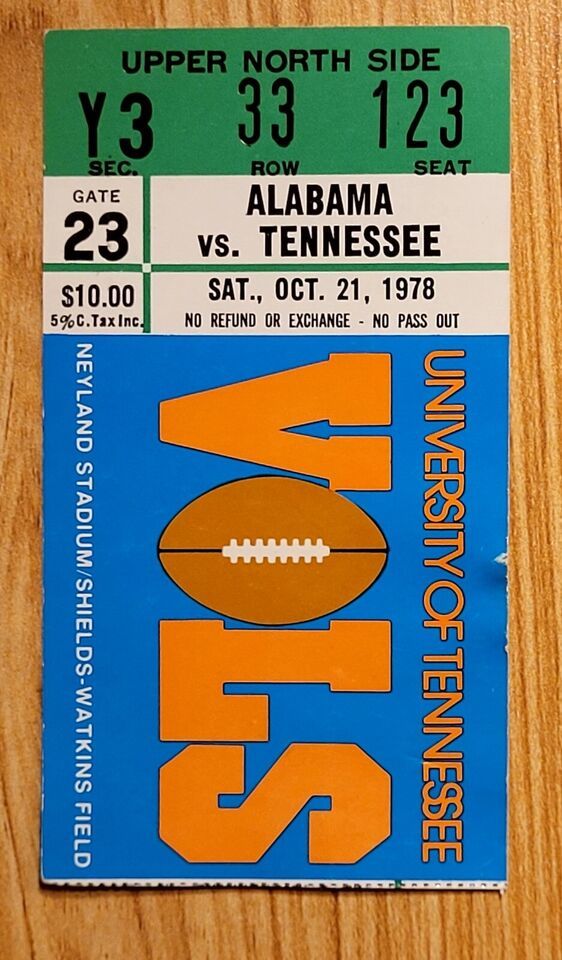 UPPER NORTH SIDE
Y3 33 123
SEC. ROW SEAT
GATE
23
ALABAMA
VS. TENNESSEE
$10.00
5% C. Tax Inc.
SAT., OCT. 21, 1978
NO REFUND OR EXCHANGE - NO PASS OUT
UNIVERSITY OF TENNESSEE
VOLS
NEYLAND STADIUM/SHIELDS-WATKINS FIELD